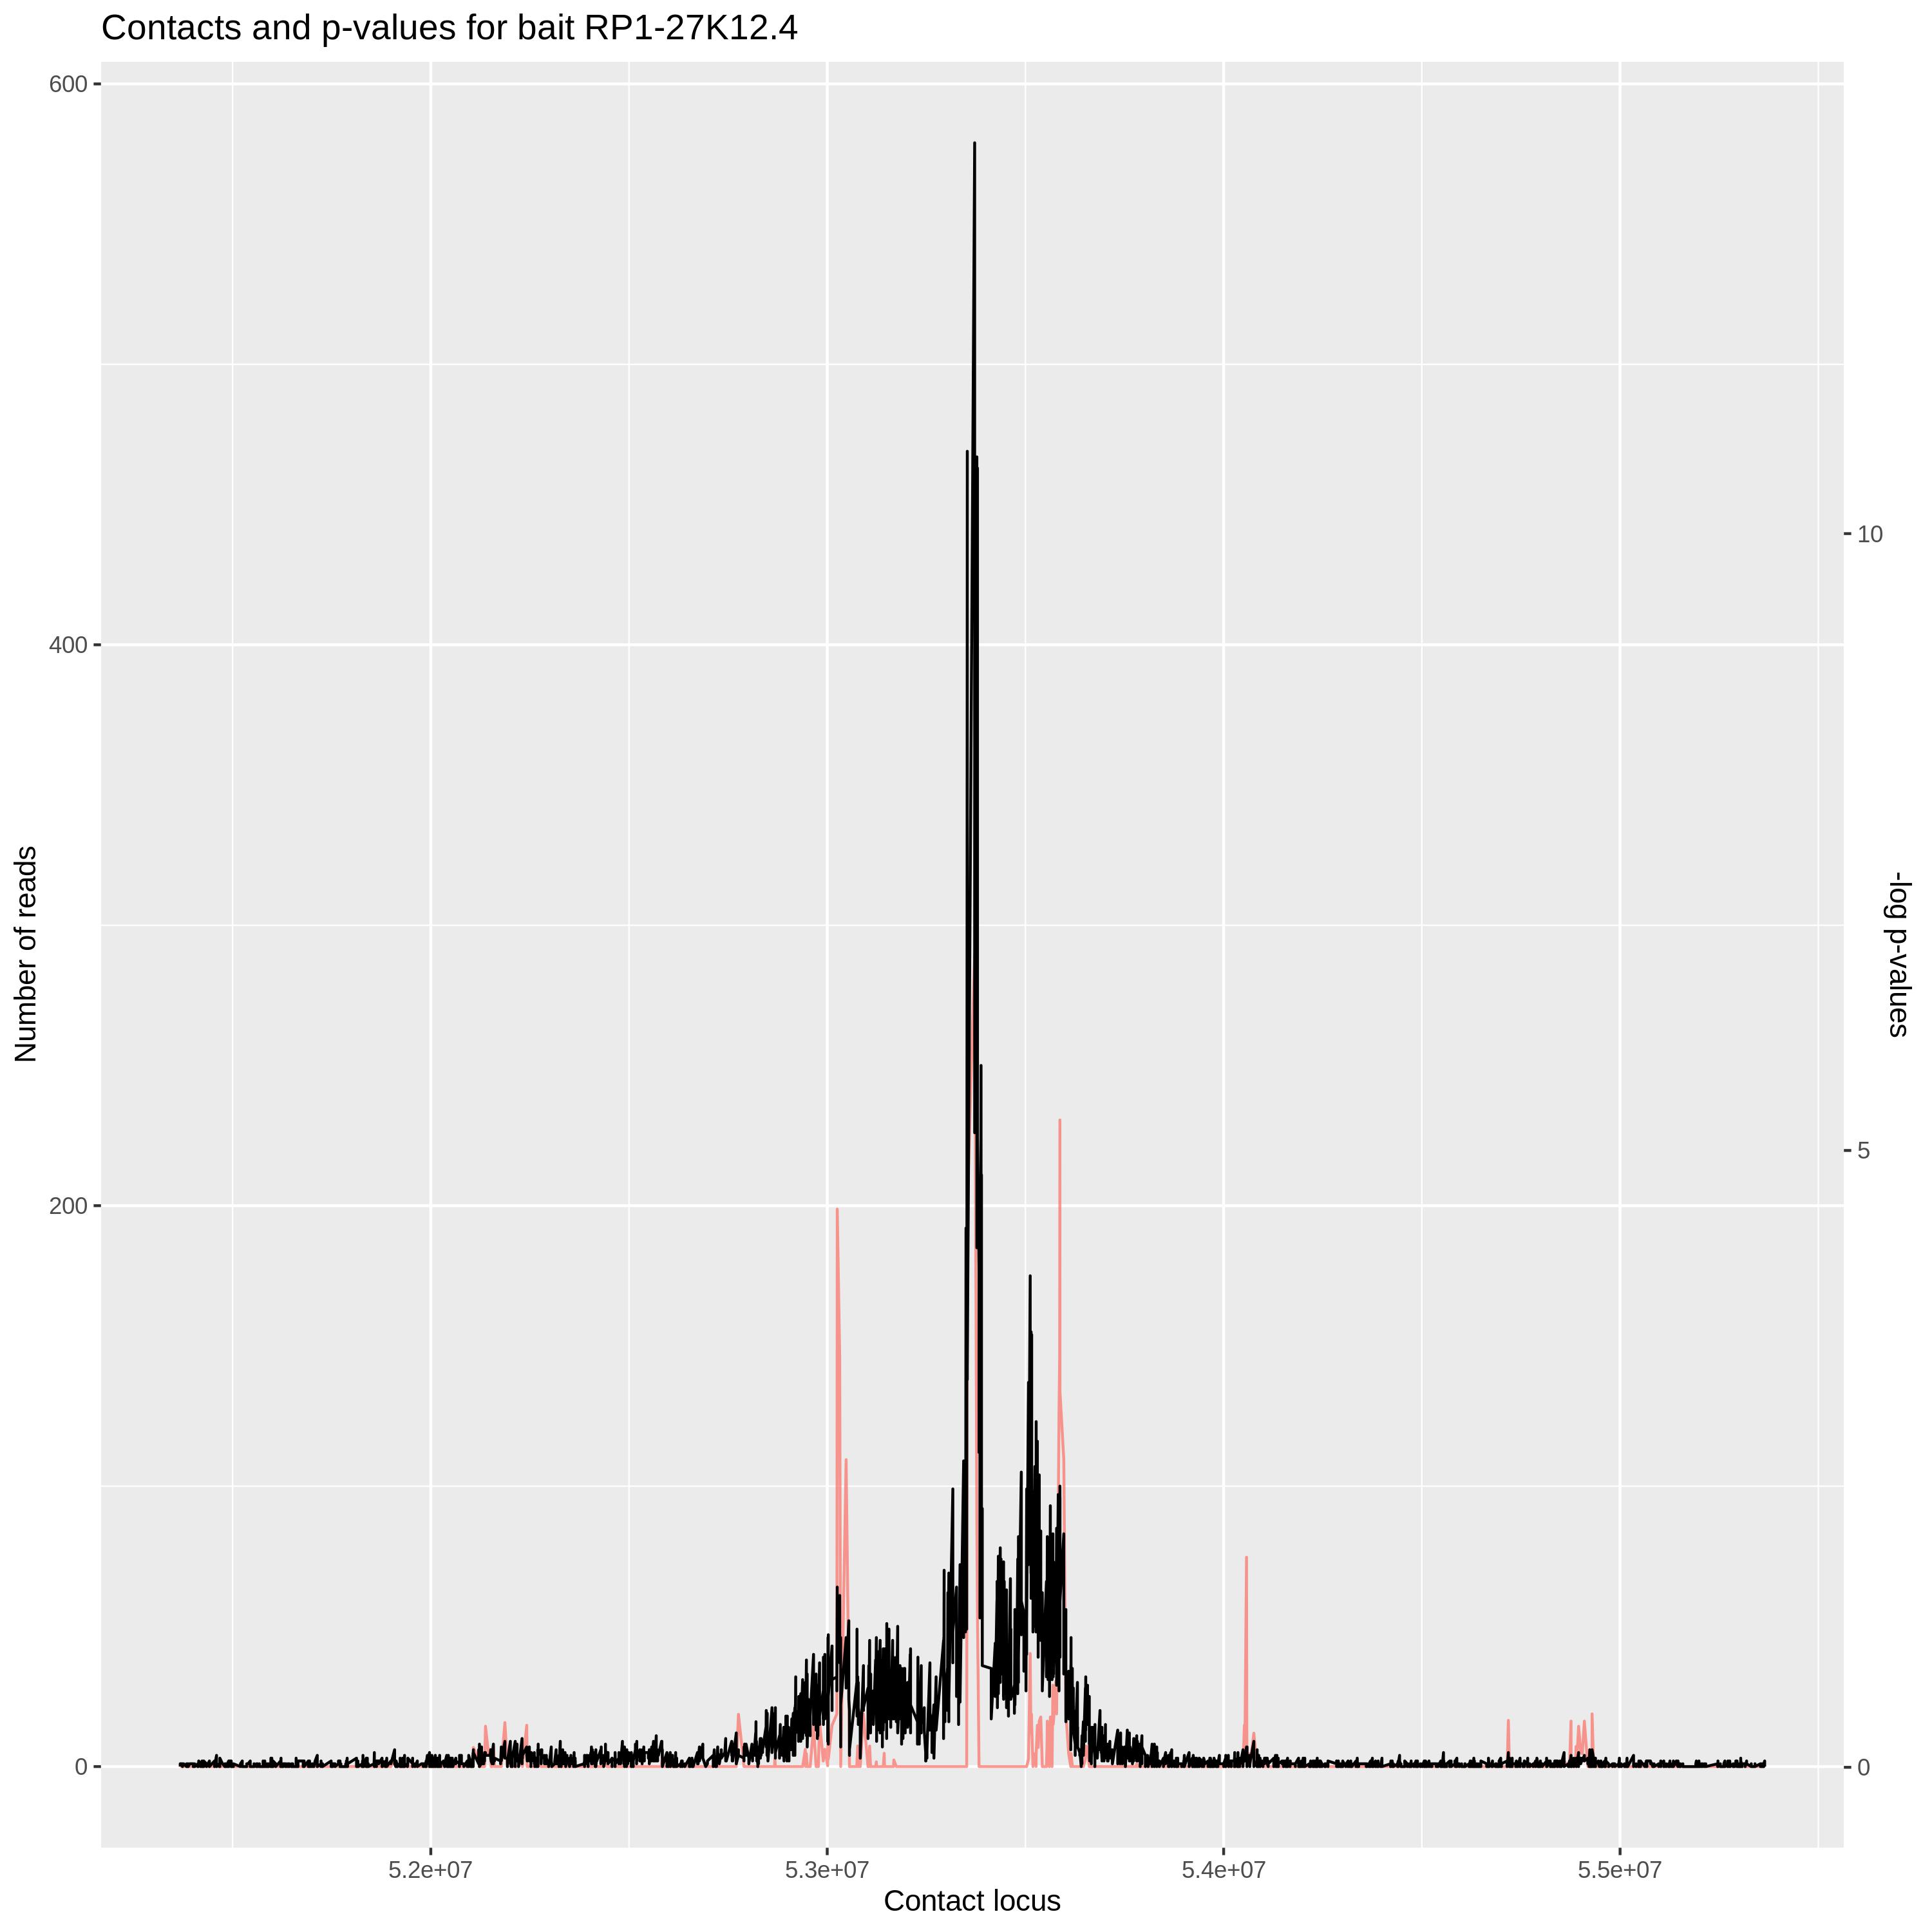 Contacts and p-values for bait RP1-27K12.4
600
400
200
0
Number of reads
10
5
0
-log p-values
5.2e+07
5.3e+07
5.4e+07
5.5e+07
Contact locus